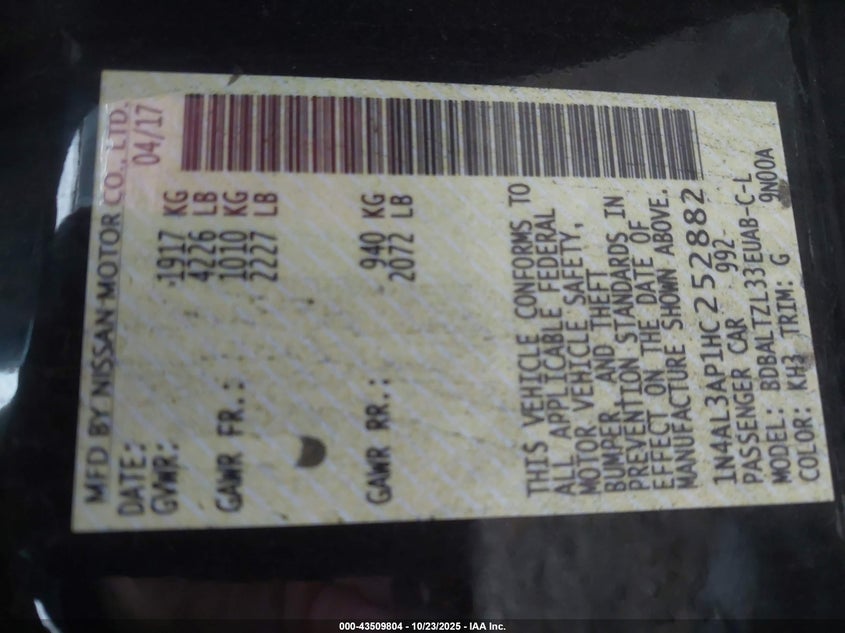 MFD BY NISSAN MOTOR CO., LTD.
DATE: 04/17
GVWR: 1917 KG
4226 LB
GAWR FR.: 1010 KG
2227 LB
GAWR RR.: 940 KG
2072 LB
THIS VEHICLE CONFORMS TO
ALL APPLICABLE FEDERAL
MOTOR VEHICLE SAFETY,
BUMPER, AND THEFT
PREVENTION STANDARDS IN
EFFECT ON THE DATE OF
MANUFACTURE SHOWN ABOVE.
1N4AL3AP1HC252882
PASSENGER CAR 992
MODEL: BDBALTZL33EUAB-C-L
COLOR: KH3 TRIM: G 9N00A
000-43509804 - 10/23/2025 - IAA Inc.